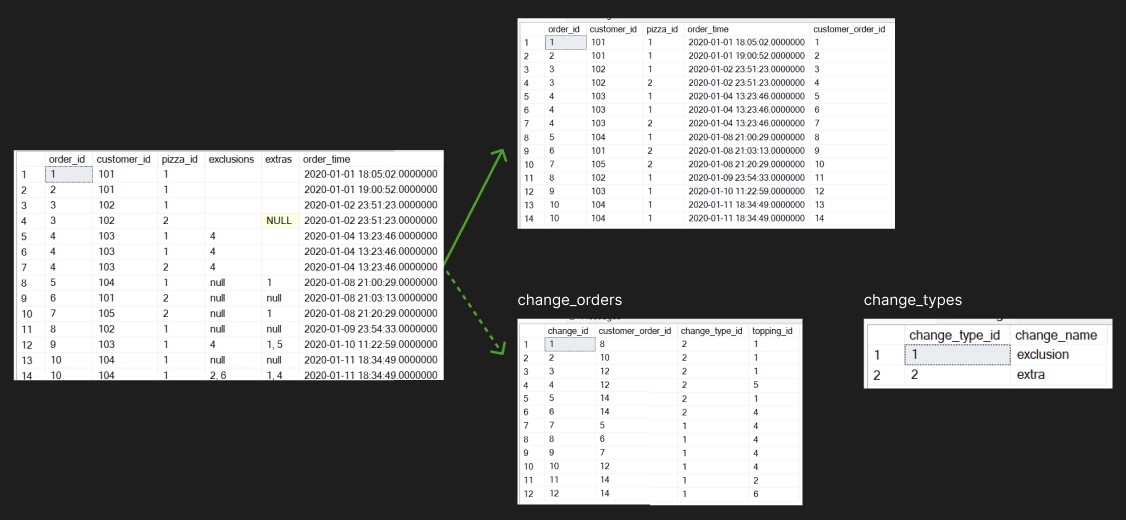 order_id customer_id pizza_id exclusions extras order_time
1 1 101 1 2020-01-01 18:05:02.0000000
2 2 101 1 2020-01-01 19:00:52.0000000
3 3 102 1 2020-01-02 23:51:23.0000000
4 3 102 2 NULL 2020-01-02 23:51:23.0000000
5 4 103 1 4 2020-01-04 13:23:46.0000000
6 4 103 1 4 2020-01-04 13:23:46.0000000
7 4 103 2 4 2020-01-04 13:23:46.0000000
8 5 104 1 null 1 2020-01-08 21:00:29.0000000
9 6 101 2 null null 2020-01-08 21:03:13.0000000
10 7 105 2 null 1 2020-01-08 21:20:29.0000000
11 8 102 1 null null 2020-01-09 23:54:33.0000000
12 9 103 1 4 1, 5 2020-01-10 11:22:59.0000000
13 10 104 1 null null 2020-01-11 18:34:49.0000000
14 10 104 1 2, 6 1, 4 2020-01-11 18:34:49.0000000
order_id customer_id pizza_id order_time customer_order_id
1 1 101 1 2020-01-01 18:05:02.0000000 1
2 2 101 1 2020-01-01 19:00:52.0000000 2
3 3 102 1 2020-01-02 23:51:23.0000000 3
4 3 102 2 2020-01-02 23:51:23.0000000 4
5 4 103 1 2020-01-04 13:23:46.0000000 5
6 4 103 1 2020-01-04 13:23:46.0000000 6
7 4 103 2 2020-01-04 13:23:46.0000000 7
8 5 104 1 2020-01-08 21:00:29.0000000 8
9 6 101 2 2020-01-08 21:03:13.0000000 9
10 7 105 2 2020-01-08 21:20:29.0000000 10
11 8 102 1 2020-01-09 23:54:33.0000000 11
12 9 103 1 2020-01-10 11:22:59.0000000 12
13 10 104 1 2020-01-11 18:34:49.0000000 13
14 10 104 1 2020-01-11 18:34:49.0000000 14
change_orders
change_id customer_order_id change_type_id topping_id
1 1 8 2 1
2 2 10 2 1
3 3 12 2 1
4 4 12 2 5
5 5 14 2 1
6 6 14 2 4
7 7 5 1 4
8 8 6 1 4
9 9 7 1 4
10 10 12 1 4
11 11 14 1 2
12 12 14 1 6
change_types
change_type_id change_name
1 1 exclusion
2 2 extra